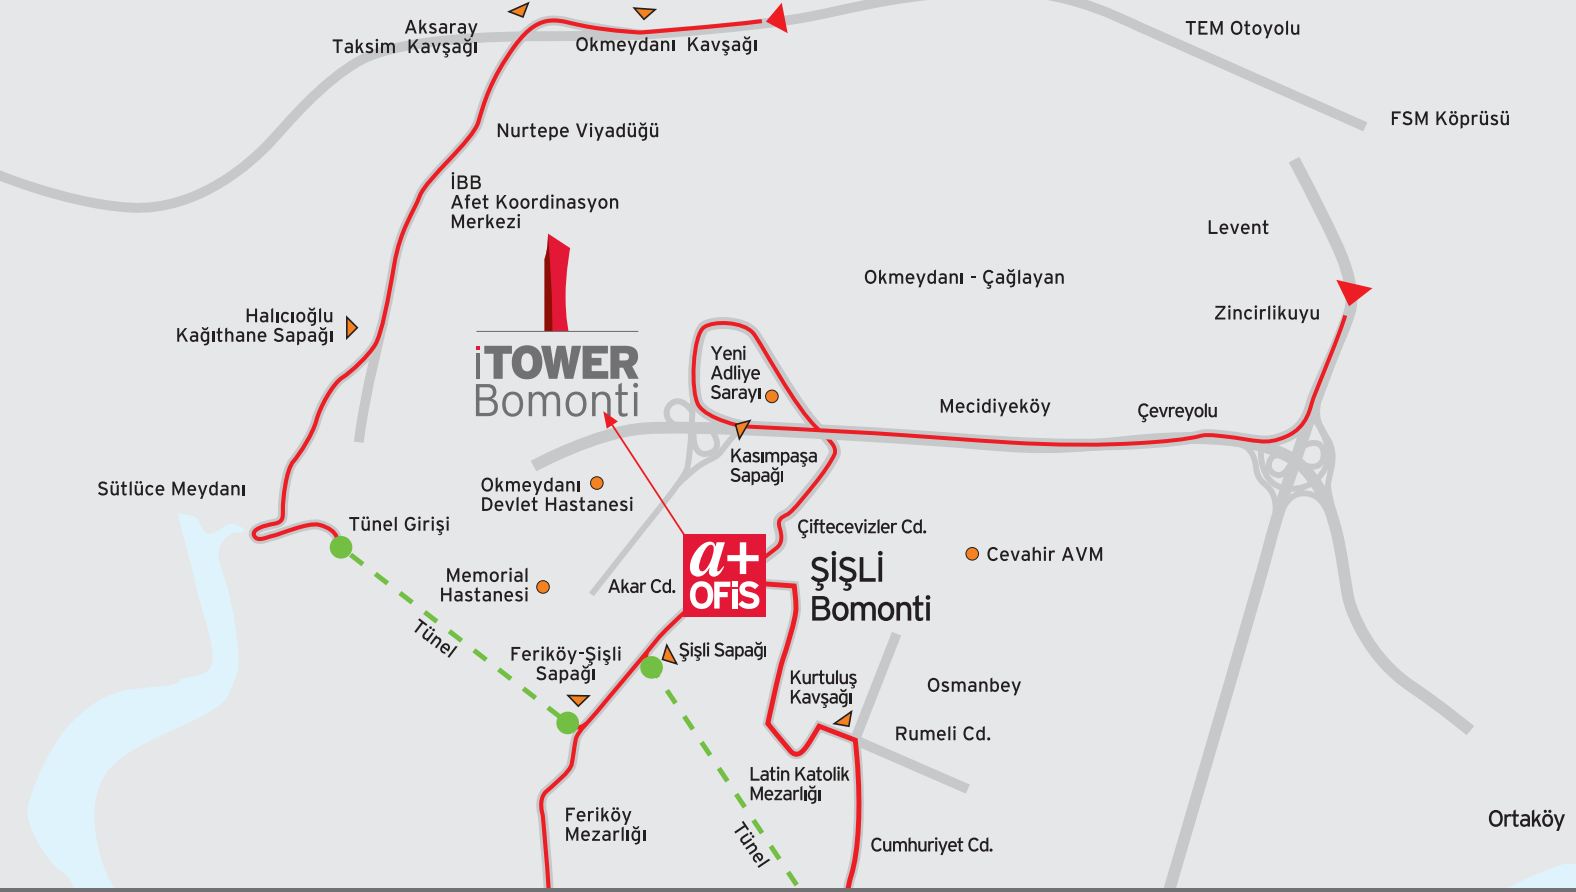 Aksaray
Taksim Kavşağı
Okmeydanı Kavşağı
TEM Otoyolu
FSM Köprüsü
Nurtepe Viyadüğü
İBB
Afet Koordinasyon
Merkezi
Levent
Okmeydanı - Çağlayan
Zincirlikuyu
Halıcıoğlu
Kağıthane Sapağı
iTOWER
Bomonti
Yeni
Adliye
Sarayı
Mecidiyeköy
Çevreyolu
Kasımpaşa
Sapağı
Sütlüce Meydanı
Okmeydanı
Devlet Hastanesi
Tünel Girişi
Çiftecevizler Cd.
a+
OFİS
Cevahir AVM
ŞİŞLİ
Bomonti
Memorial
Hastanesi
Akar Cd.
Tünel
Feriköy-Şişli
Sapağı
Şişli Sapağı
Kurtuluş
Kavşağı
Osmanbey
Rumeli Cd.
Latin Katolik
Mezarlığı
Feriköy
Mezarlığı
Tünel
Cumhuriyet Cd.
Ortaköy